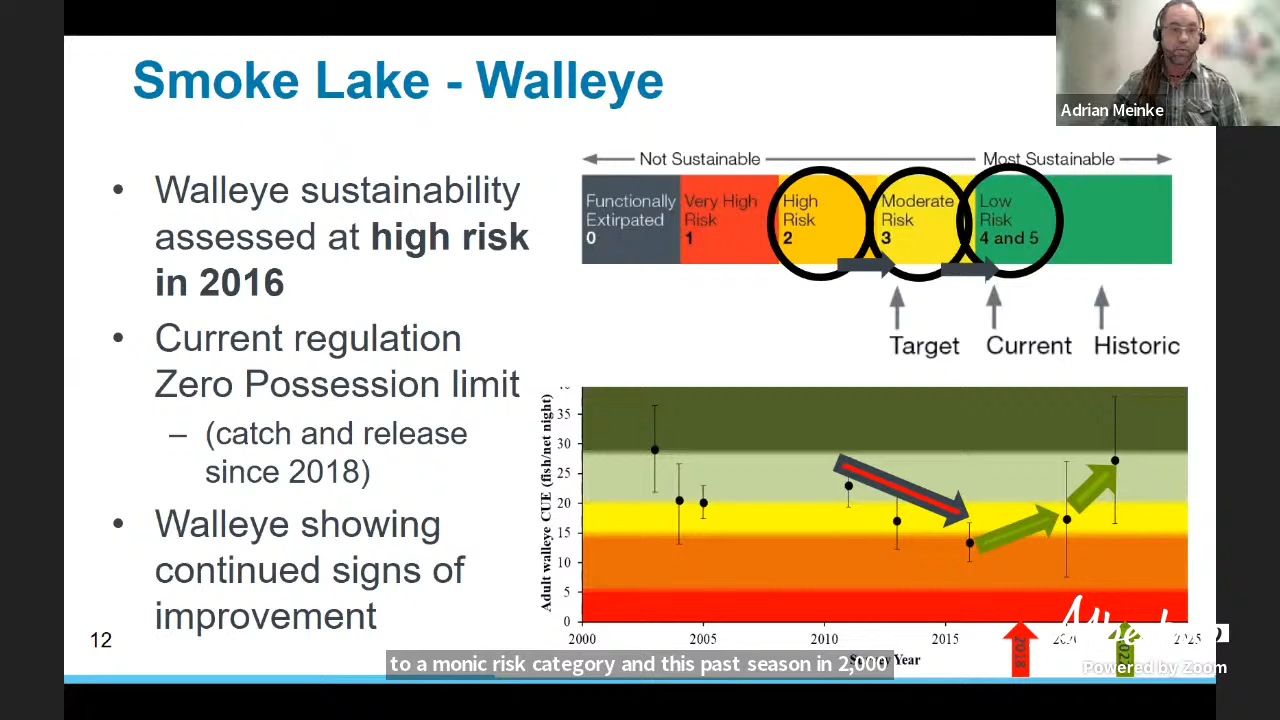 Smoke Lake - Walleye
Adrian Meinke
• Walleye sustainability
assessed at high risk
in 2016
• Current regulation
Zero Possession limit
– (catch and release
since 2018)
• Walleye showing
continued signs of
improvement
12
Not Sustainable
Most Sustainable
Functionally
Extirpated
0
Very High
Risk
1
High
Risk
2
Moderate
Risk
3
Low
Risk
4 and 5
Target
Current
Historic
Adult walleye CUE (fish/net night)
35
30
25
20
15
10
5
0
2000
2005
2010
2015
2018
Year
to a monic risk category and this past season in 2,000
Powered by Zoom